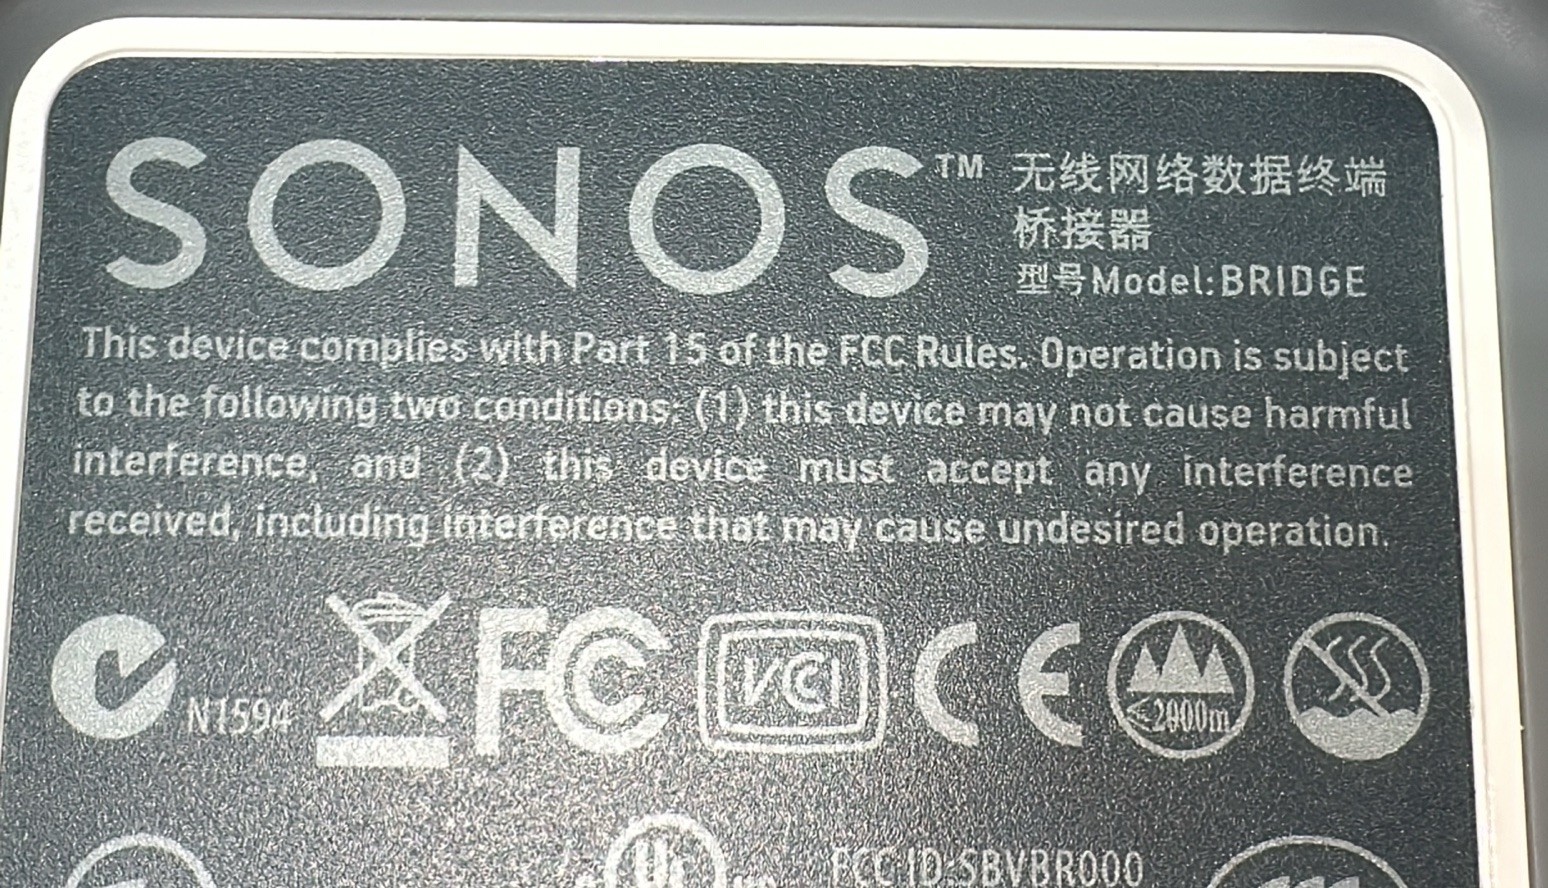 SONOS™
无线网络数据终端
桥接器
型号Model:BRIDGE
This device complies with Part 15 of the FCC Rules. Operation is subject
to the following two conditions: (1) this device may not cause harmful
interference, and (2) this device must accept any interference
received, including interference that may cause undesired operation.
N1594 FC VCI CE ≤2000m
UL FCC ID:SBVBR000